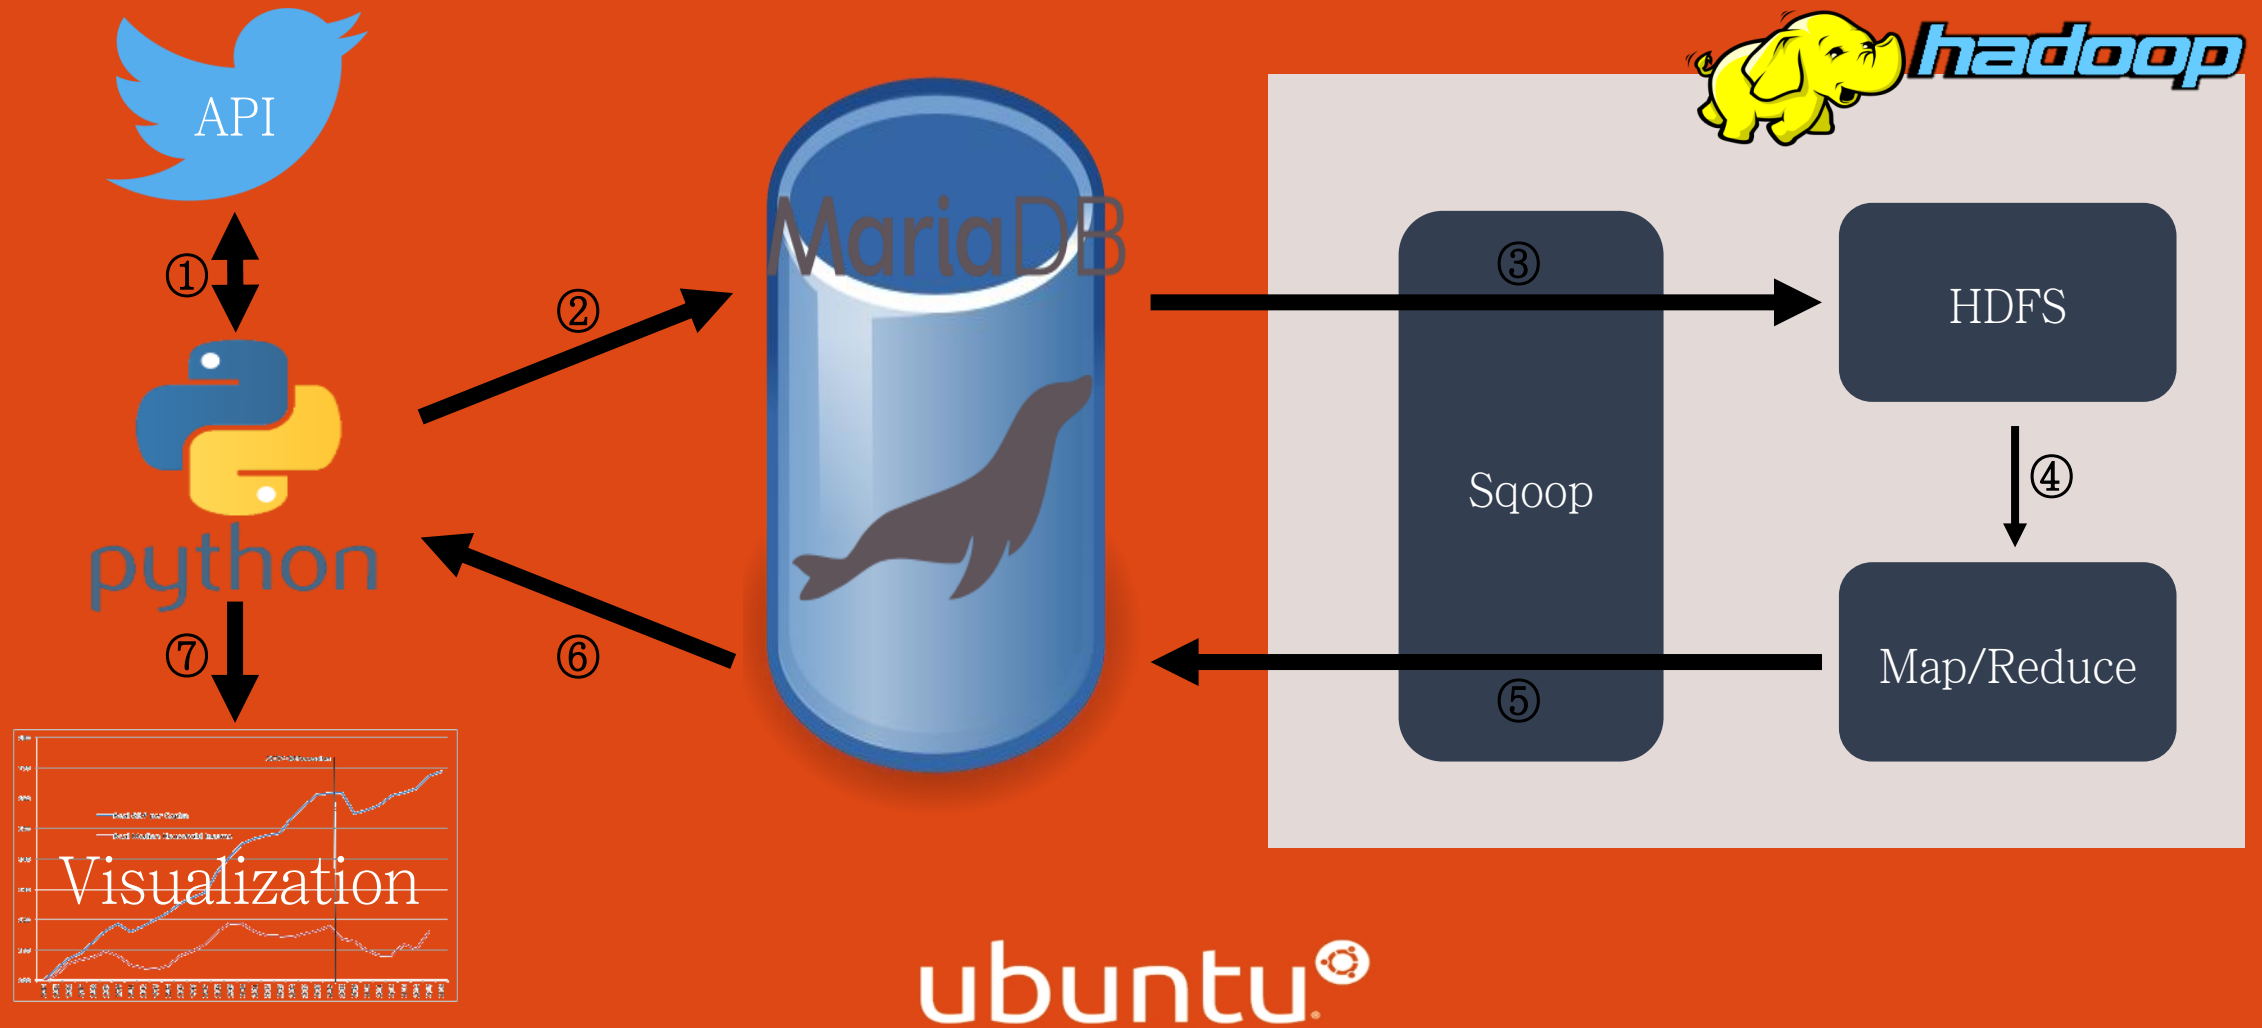 API
hadoop
MariaDB
①
②
③
HDFS
python
Sqoop
④
⑥
⑤
Map/Reduce
⑦
Visualization
ubuntu